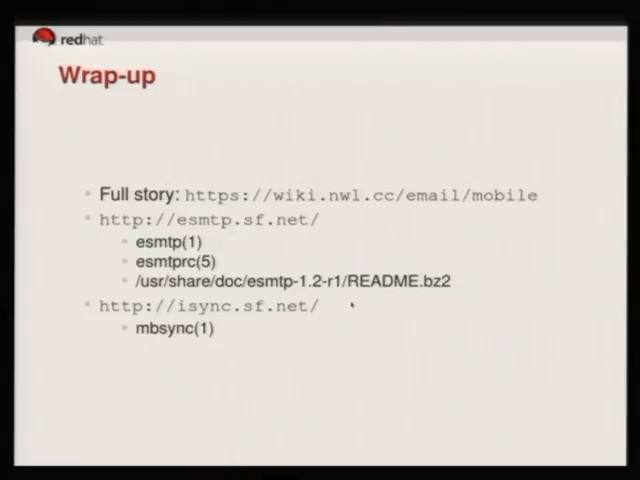 redhat
Wrap-up
Full story: https://wiki.nwl.cc/email/mobile
http://esmtp.sf.net/
esmtp(1)
esmtprc(5)
/usr/share/doc/esmtp-1.2-r1/README.bz2
http://isync.sf.net/
mbsync(1)